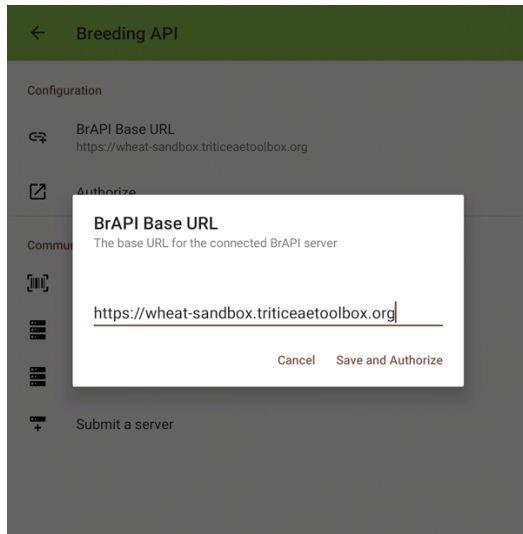 Breeding API
Configuration
BrAPI Base URL
https://wheat-sandbox.triticeaetoolbox.org
Authorize
Commu
BrAPI Base URL
The base URL for the connected BrAPI server
https://wheat-sandbox.triticeaetoolbox.org
Cancel Save and Authorize
Submit a server